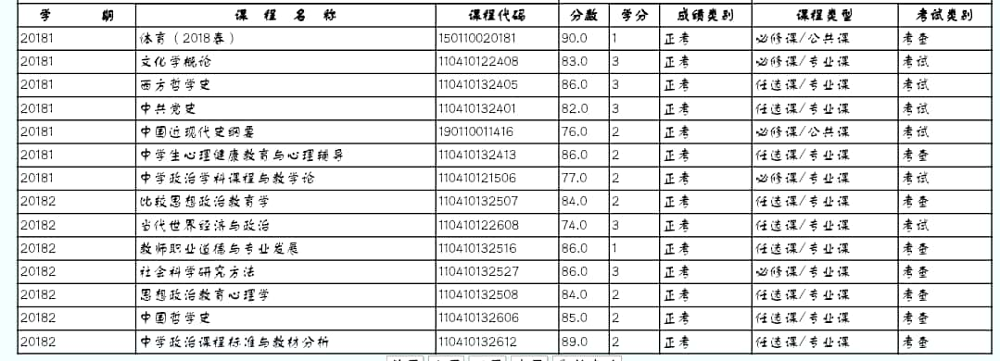 学 期 课 程 名 称 课程代码 分数 学分 成绩类别 课程类型 考试类别
20181 体育（2018春） 150110020181 90.0 1 正考 必修课/公共课 考查
20181 文化学概论 110410122408 83.0 3 正考 必修课/专业课 考试
20181 西方哲学史 110410132405 86.0 3 正考 任选课/专业课 考试
20181 中共党史 110410132401 82.0 3 正考 任选课/专业课 考试
20181 中国近现代史纲要 190110011416 76.0 2 正考 必修课/公共课 考试
20181 中学生心理健康教育与心理辅导 110410132413 86.0 2 正考 任选课/专业课 考查
20181 中学政治学科课程与教学论 110410121506 77.0 2 正考 必修课/专业课 考试
20182 比较思想政治教育学 110410132507 84.0 2 正考 任选课/专业课 考查
20182 当代世界经济与政治 110410122608 74.0 3 正考 任选课/专业课 考试
20182 教师职业道德与专业发展 110410132516 86.0 1 正考 任选课/专业课 考查
20182 社会科学研究方法 110410132527 86.0 3 正考 必修课/专业课 考查
20182 思想政治教育心理学 110410132508 84.0 2 正考 任选课/专业课 考查
20182 中国哲学史 110410132606 85.0 2 正考 任选课/专业课 考查
20182 中学政治课程标准与教材分析 110410132612 89.0 2 正考 任选课/专业课 考查